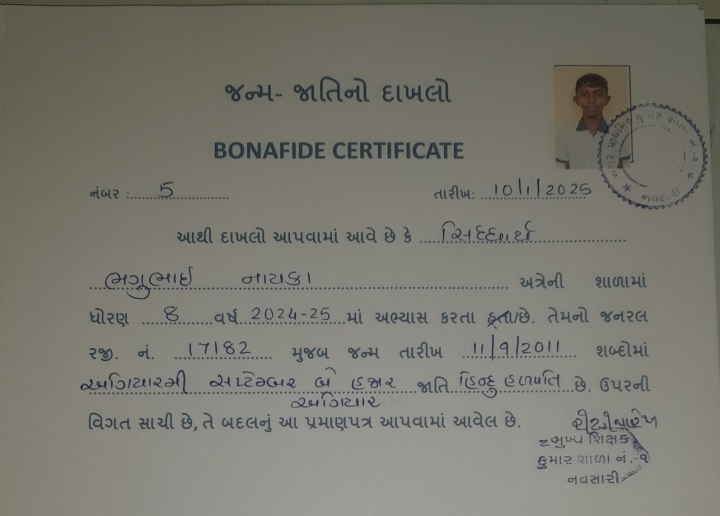 જન્મ- જાતિનો દાખલો
BONAFIDE CERTIFICATE
નંબર : 5 તારીખ: 10/1/2025
આથી દાખલો આપવામાં આવે છે કે સિદ્ધાર્થ
ભગુભાઇ નાયકા અત્રેની શાળામાં
ધોરણ 8 વર્ષ 2024-25 માં અભ્યાસ કરતા હતા/છે. તેમનો જનરલ
રજી. નં. 17182 મુજબ જન્મ તારીખ 11/9/2011 શબ્દોમાં
અગિયારમી સપ્ટેમ્બર બે હજાર જાતિ હિન્દુ હળપતિ છે. ઉપરની
અગિયાર
વિગત સાચી છે, તે બદલનું આ પ્રમાણપત્ર આપવામાં આવેલ છે.
મુખ્ય શિક્ષક
કુમાર શાળા નં.-૧
નવસારી